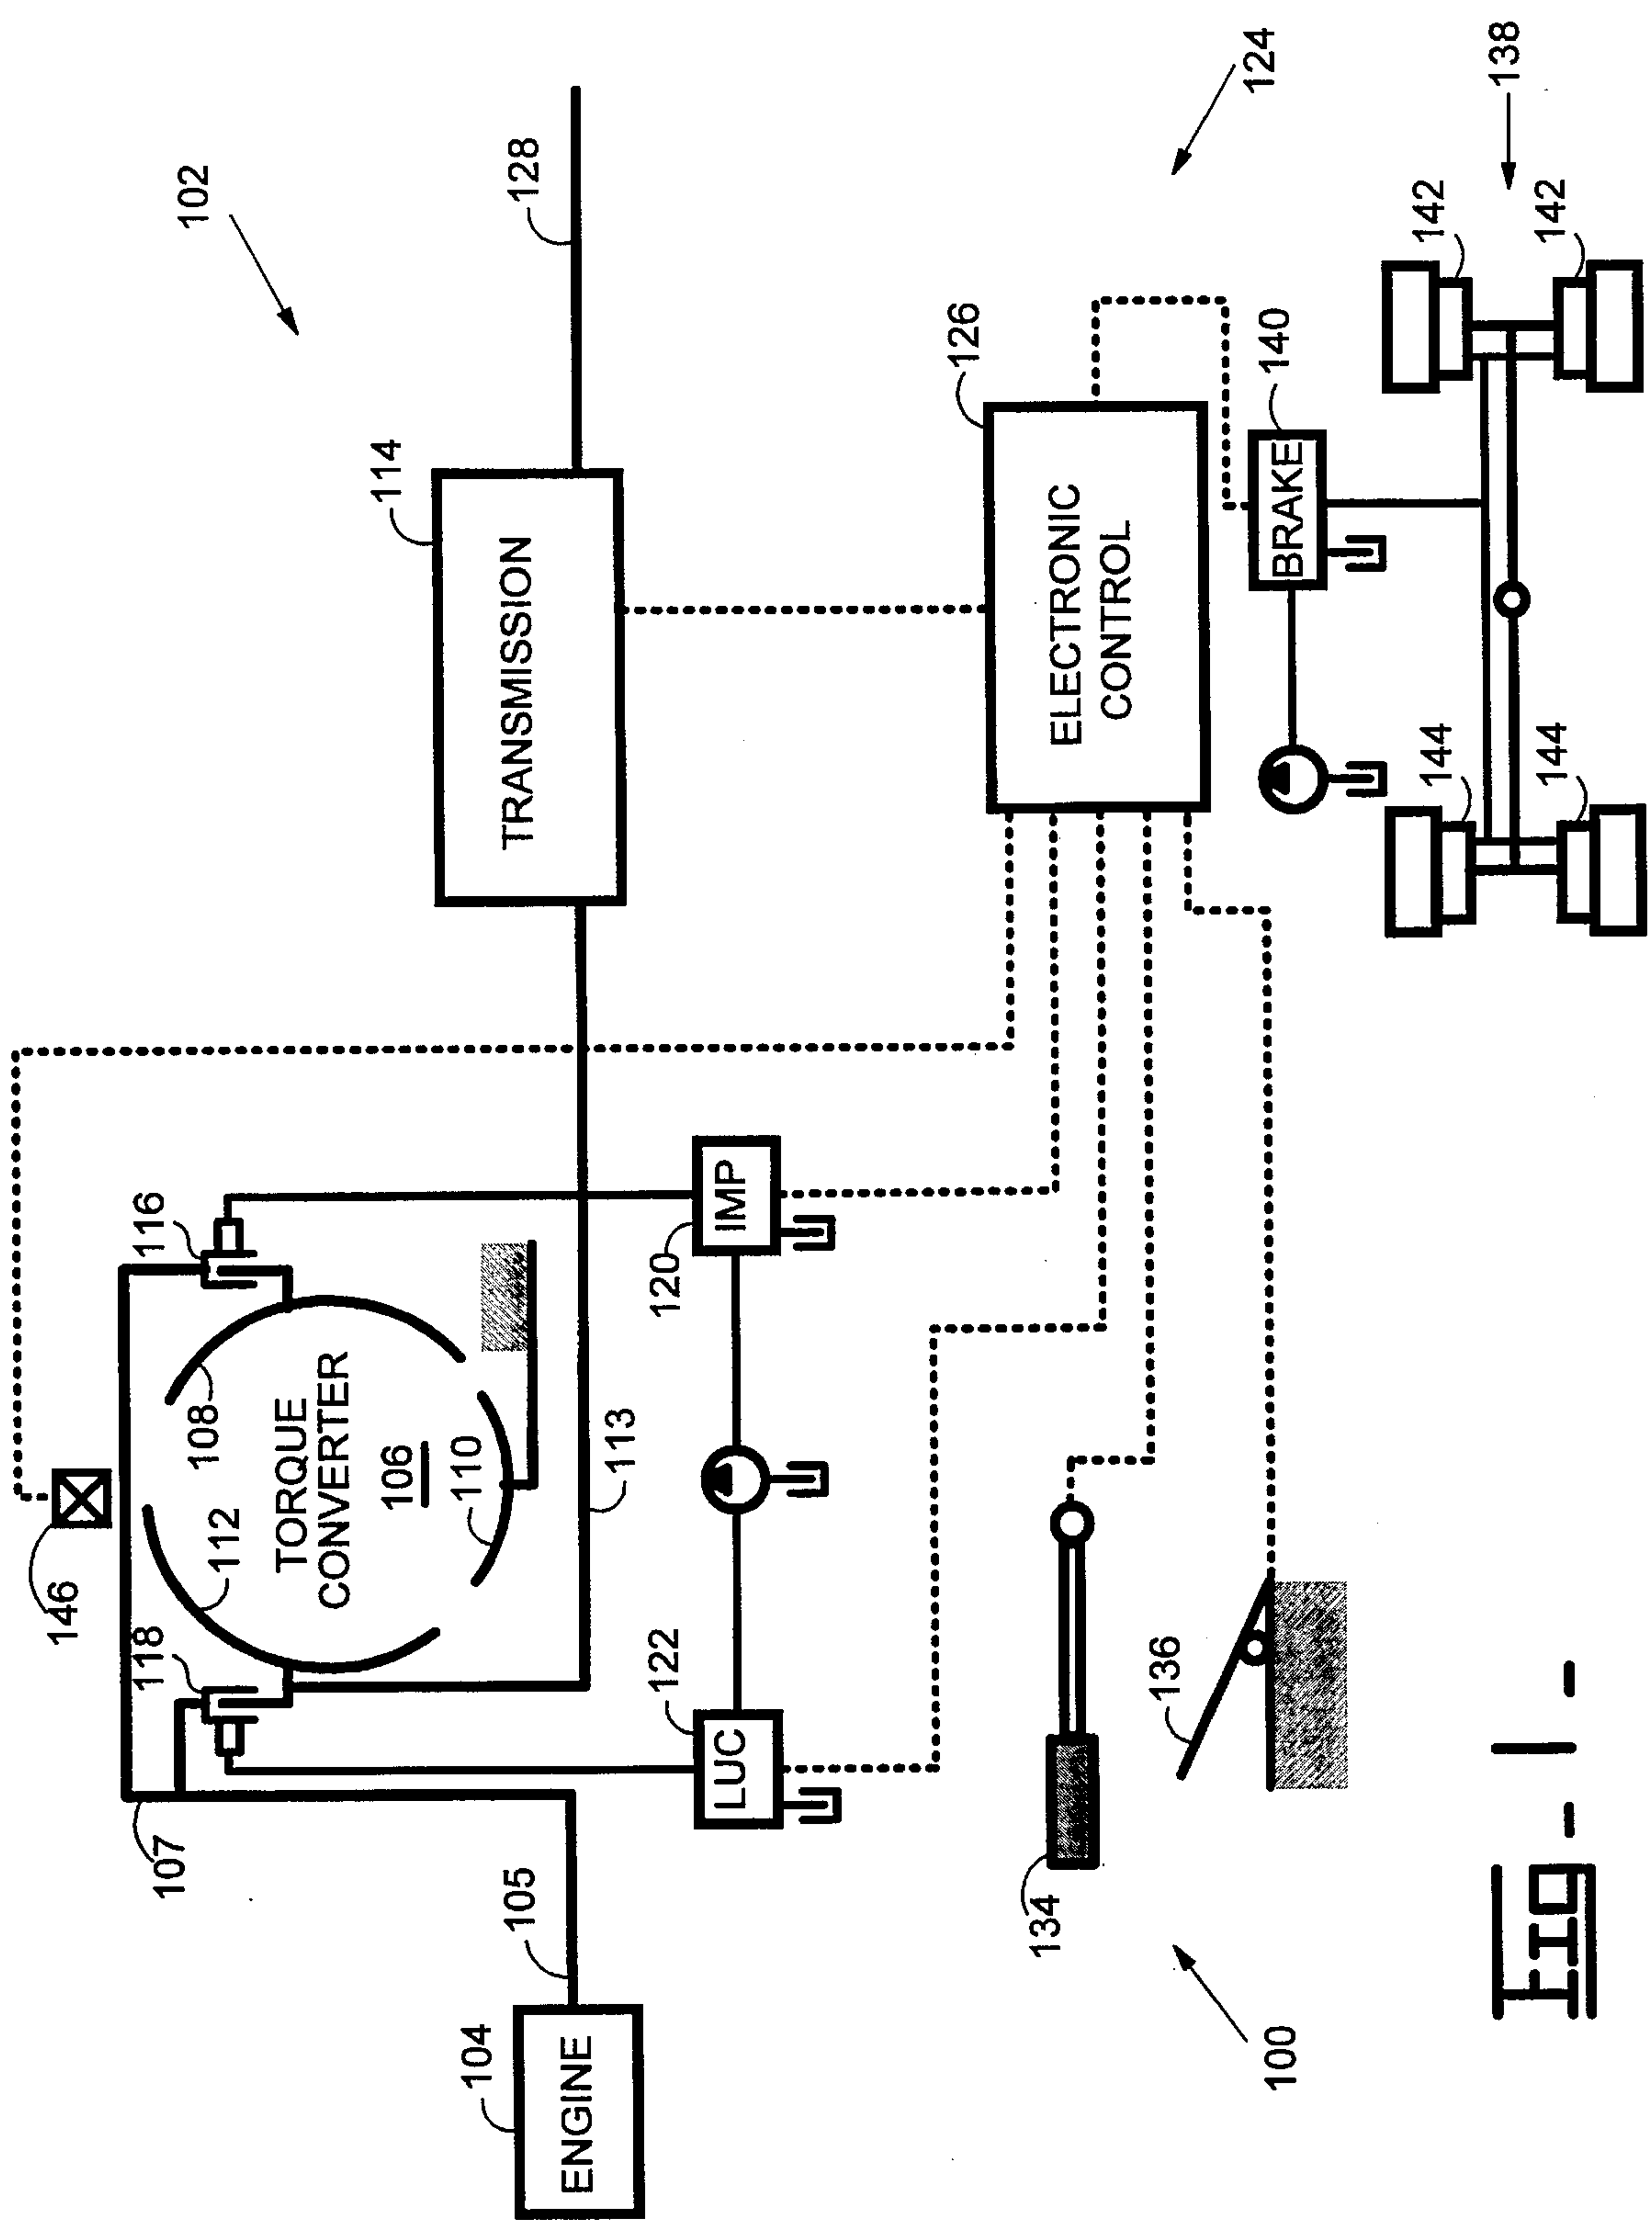 102
146
107
118
112
TORQUE
CONVERTER
106
108
110
116
113
114
TRANSMISSION
128
104
ENGINE
105
122
LUC
120
IMP
126
ELECTRONIC
CONTROL
124
134
136
140
BRAKE
100
144
144
142
142
138
FIG - 1 -